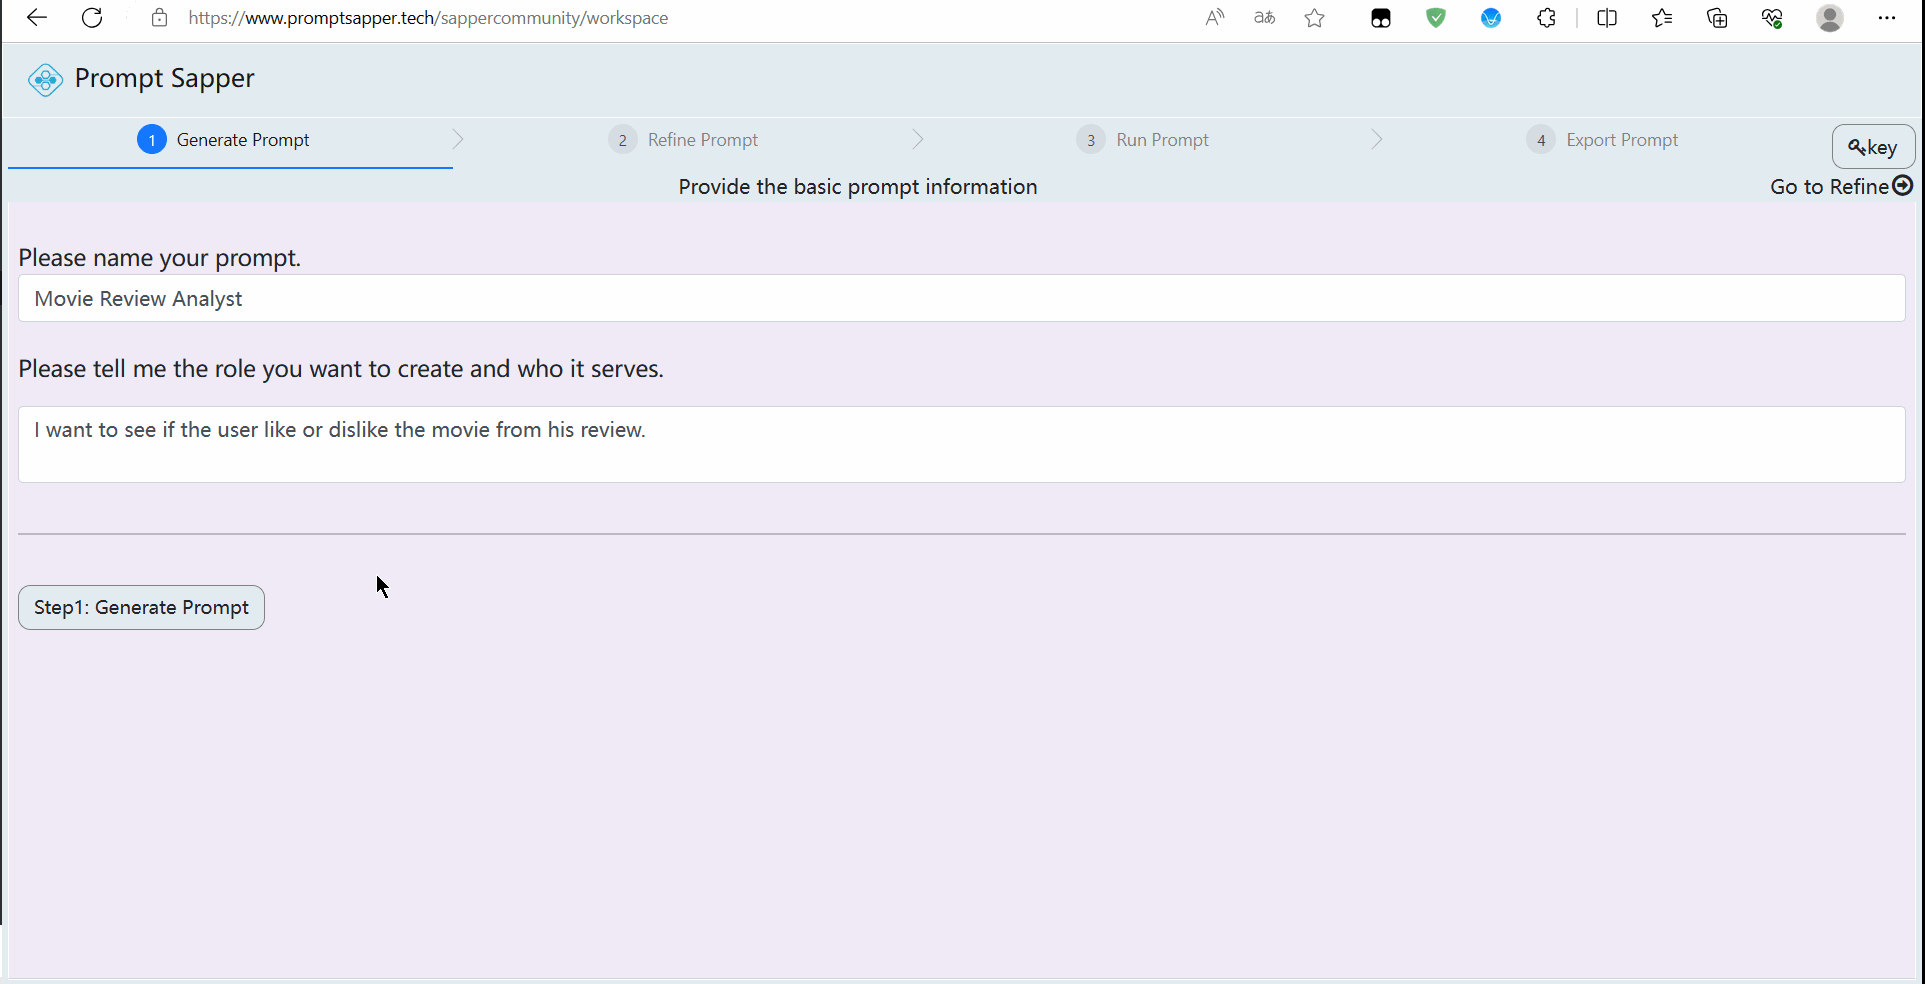 https://www.promptsapper.tech/sappercommunity/workspace
Prompt Sapper
1 Generate Prompt
2 Refine Prompt
3 Run Prompt
4 Export Prompt
key
Provide the basic prompt information
Go to Refine
Please name your prompt.
Movie Review Analyst
Please tell me the role you want to create and who it serves.
I want to see if the user like or dislike the movie from his review.
Step1: Generate Prompt